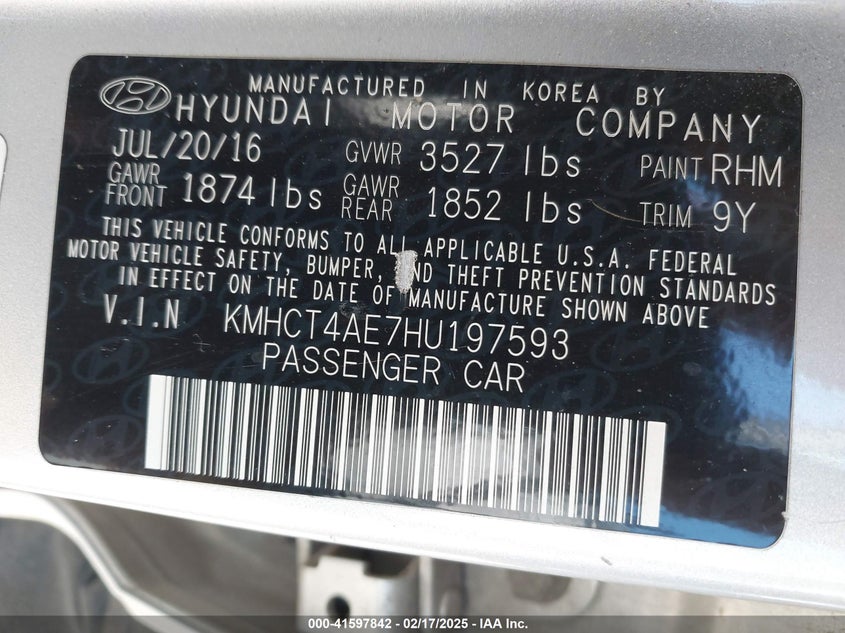 MANUFACTURED IN KOREA BY
HYUNDAI MOTOR COMPANY
JUL/20/16 GVWR 3527 lbs PAINT RHM
GAWR FRONT 1874 lbs GAWR REAR 1852 lbs TRIM 9Y
THIS VEHICLE CONFORMS TO ALL APPLICABLE U.S.A. FEDERAL
MOTOR VEHICLE SAFETY, BUMPER, AND THEFT PREVENTION STANDARDS
IN EFFECT ON THE DATE OF MANUFACTURE SHOWN ABOVE
V.I.N KMHCT4AE7HU197593
PASSENGER CAR
000-41597842 - 02/17/2025 - IAA Inc.